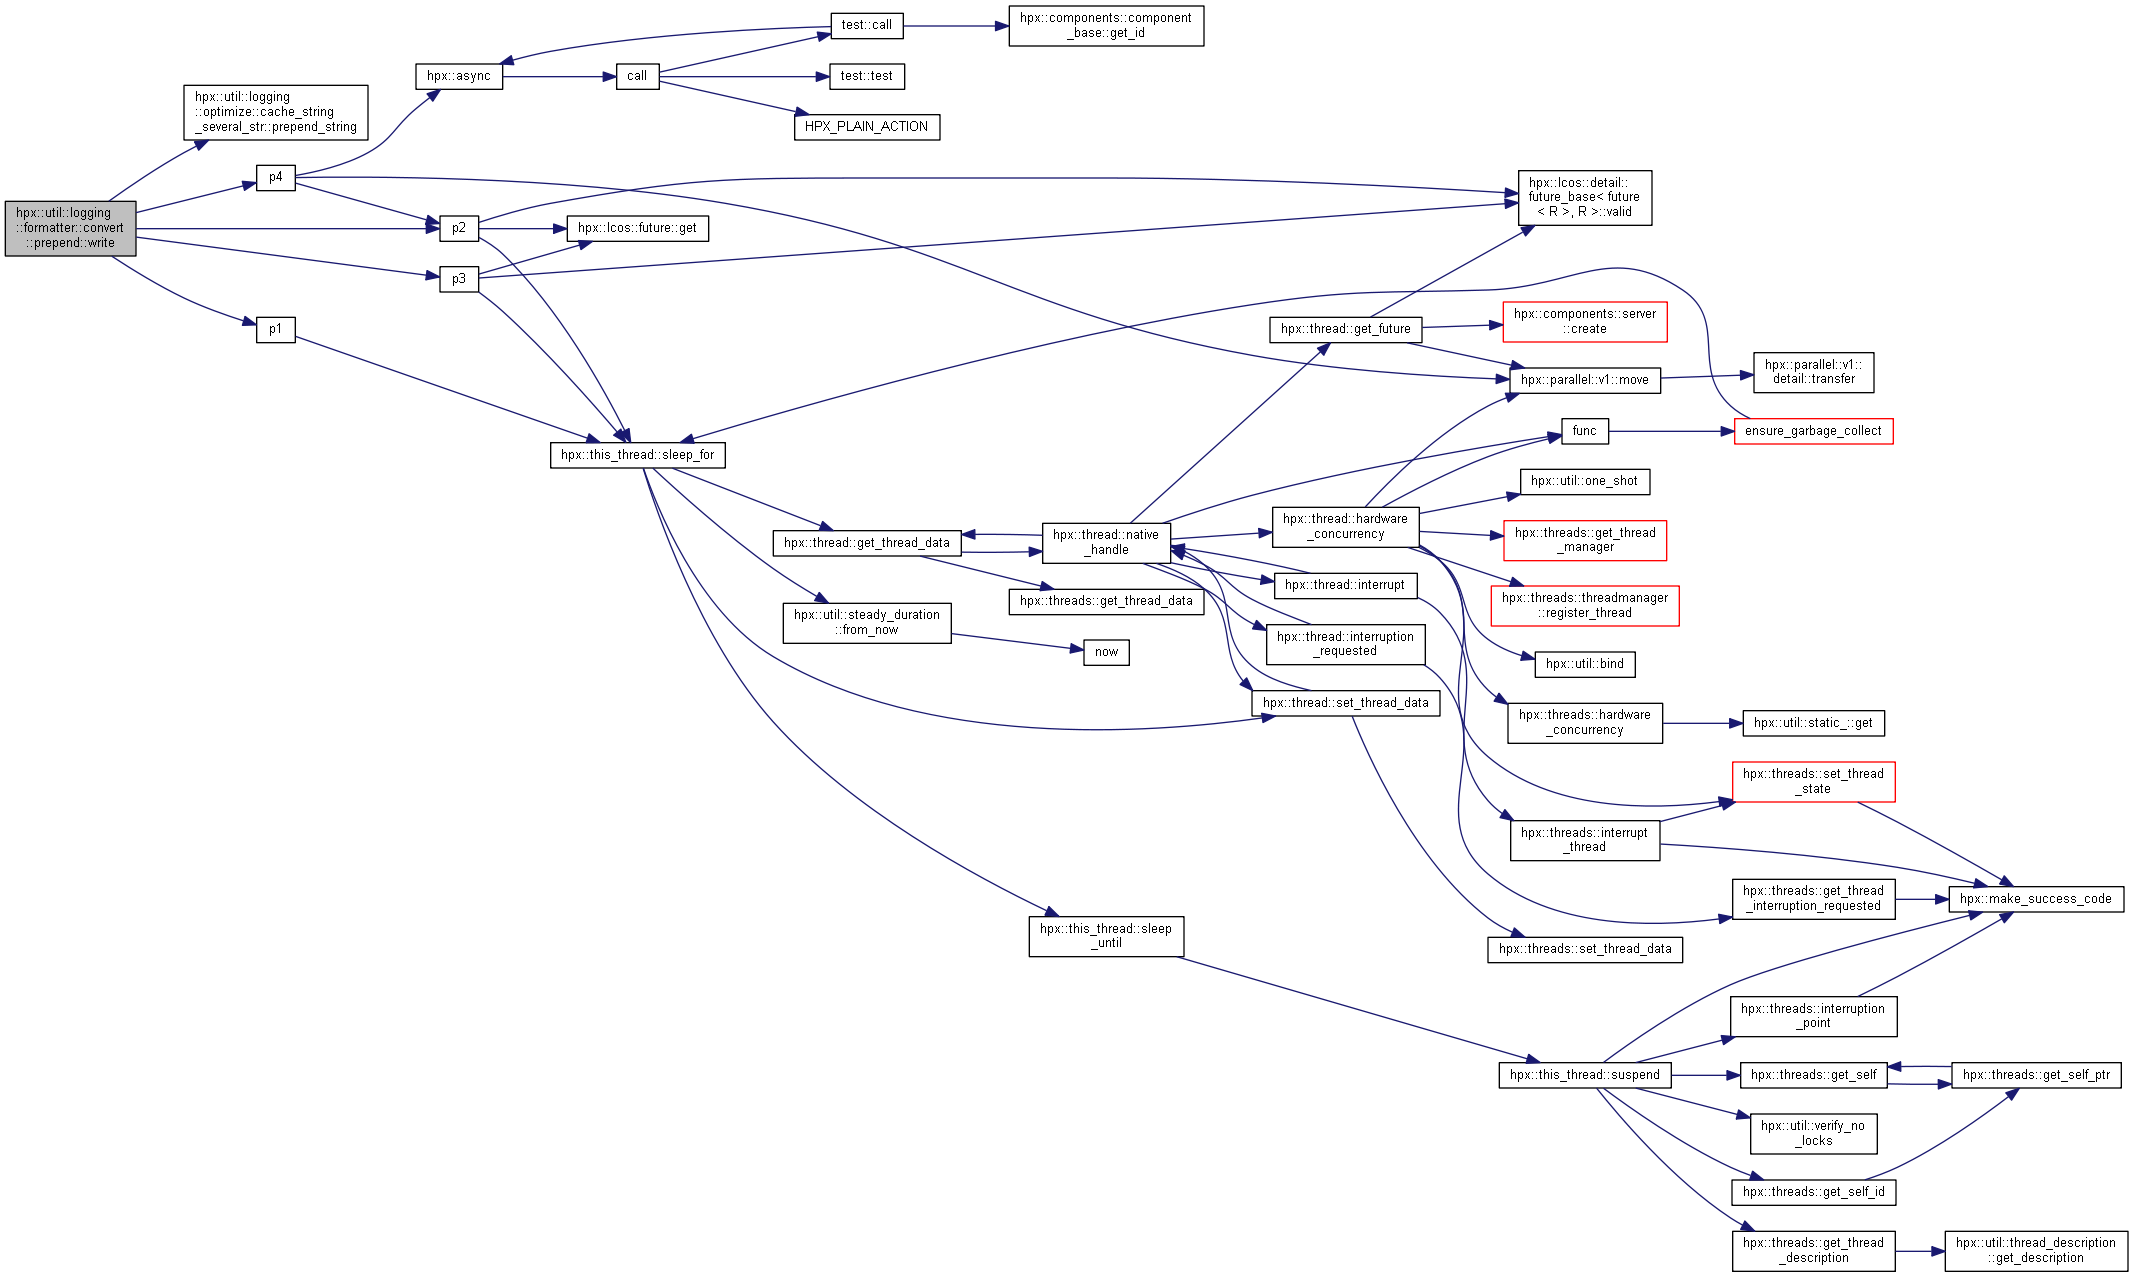 test::call
hpx::components::component
_base::get_id
hpx::async
call
test::test
HPX_PLAIN_ACTION
hpx::util::logging
::optimize::cache_string
_several_str::prepend_string
p4
hpx::util::logging
::formatter::convert
::prepend::write
p2
hpx::lcos::future::get
p3
p1
hpx::lcos::detail::
future_base< future
< R >, R >::valid
hpx::thread::get_future
hpx::components::server
::create
hpx::parallel::v1::move
hpx::parallel::v1::
detail::transfer
func
ensure_garbage_collect
hpx::this_thread::sleep_for
hpx::util::one_shot
hpx::thread::get_thread_data
hpx::thread::native
_handle
hpx::thread::hardware
_concurrency
hpx::threads::get_thread
_manager
hpx::thread::interrupt
hpx::threads::get_thread_data
hpx::threads::threadmanager
::register_thread
hpx::util::steady_duration
::from_now
now
hpx::thread::interruption
_requested
hpx::util::bind
hpx::thread::set_thread_data
hpx::threads::hardware
_concurrency
hpx::util::static_::get
hpx::threads::set_thread
_state
hpx::threads::interrupt
_thread
hpx::threads::get_thread
_interruption_requested
hpx::make_success_code
hpx::this_thread::sleep
_until
hpx::threads::set_thread_data
hpx::threads::interruption
_point
hpx::this_thread::suspend
hpx::threads::get_self
hpx::threads::get_self_ptr
hpx::util::verify_no
_locks
hpx::threads::get_self_id
hpx::threads::get_thread
_description
hpx::util::thread_description
::get_description